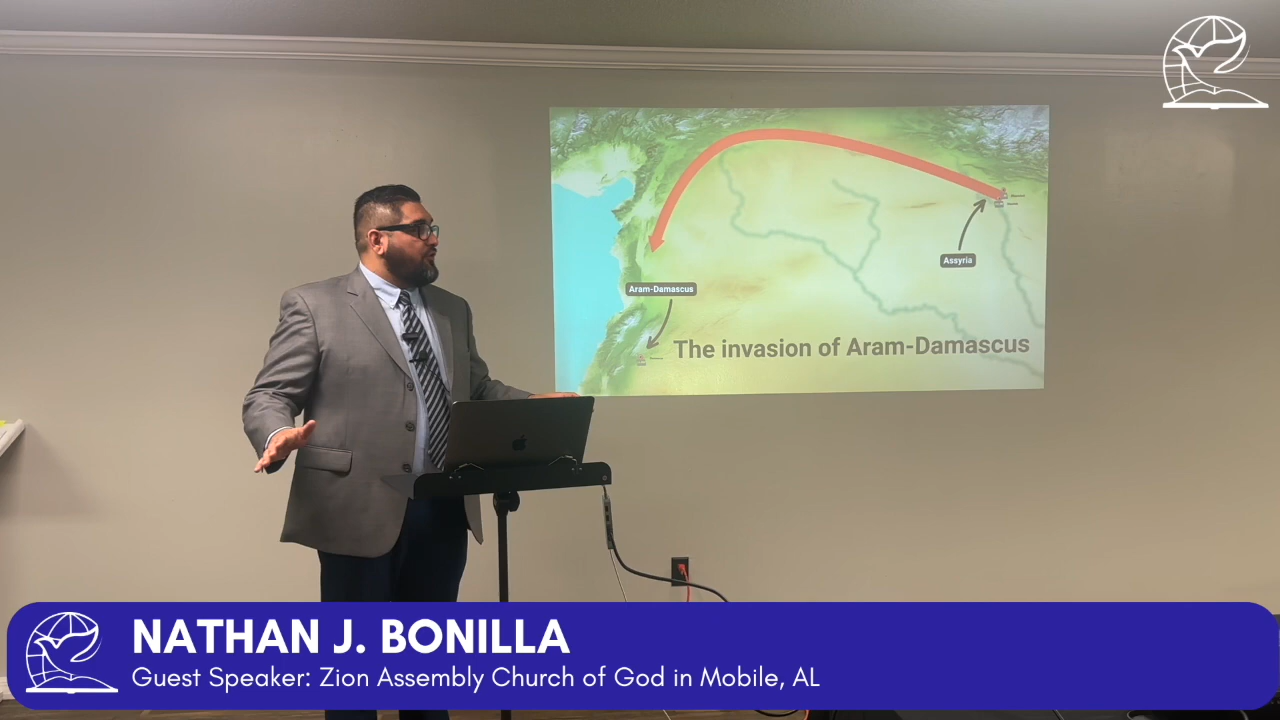 Assyria
Aram-Damascus
The invasion of Aram-Damascus
NATHAN J. BONILLA
Guest Speaker: Zion Assembly Church of God in Mobile, AL